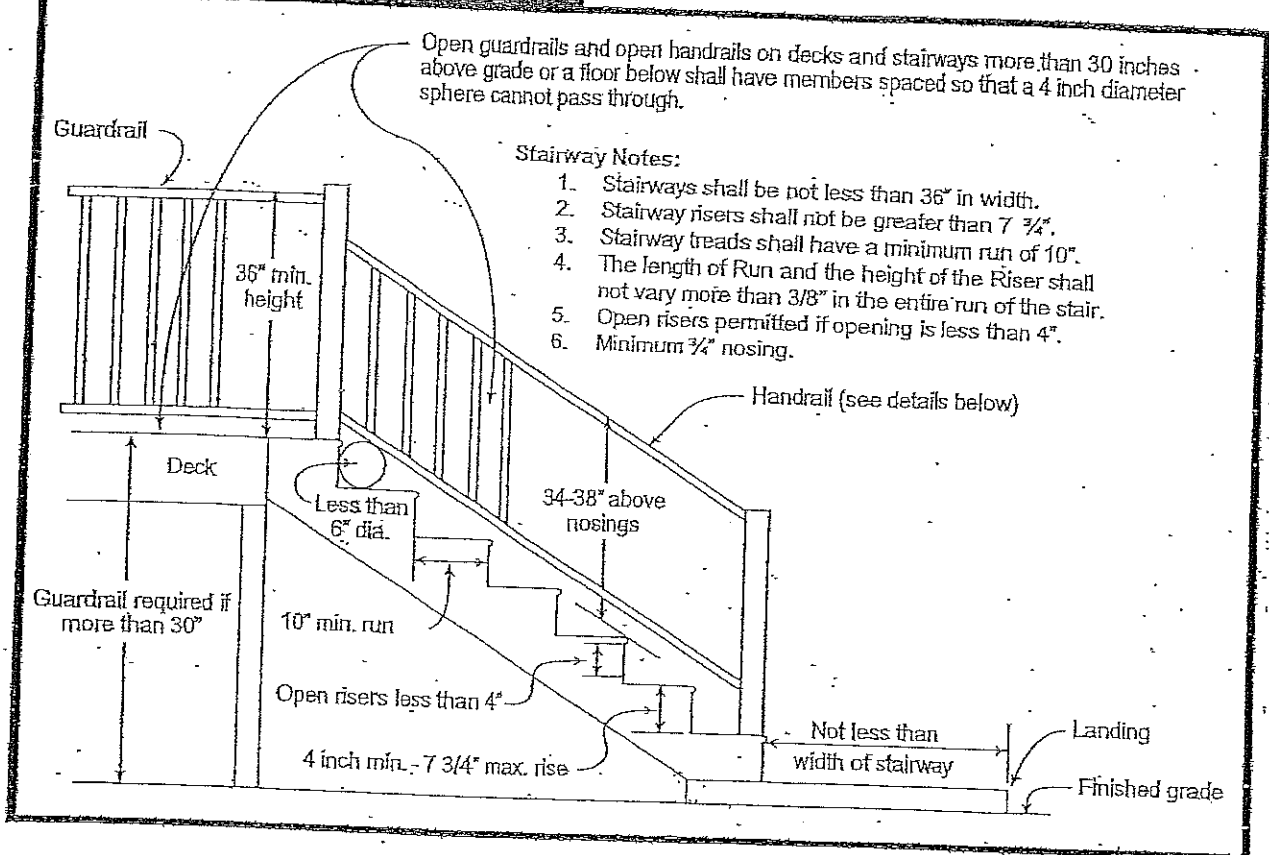 Open guardrails and open handrails on decks and stairways more than 30 inches
above grade or a floor below shall have members spaced so that a 4 inch diameter
sphere cannot pass through.
Guardrail
Stairway Notes:
1. Stairways shall be not less than 36" in width.
2. Stairway risers shall not be greater than 7 3/4".
3. Stairway treads shall have a minimum run of 10".
4. The length of Run and the height of the Riser shall
not vary more than 3/8" in the entire run of the stair.
5. Open risers permitted if opening is less than 4".
6. Minimum 3/4" nosing.
36" min.
height
Handrail (see details below)
Deck
Less than
6" dia.
34-38" above
nosings
Guardrail required if
more than 30"
10" min. run
Open risers less than 4"
4 inch min. - 7 3/4" max. rise
Not less than
width of stairway
Landing
Finished grade